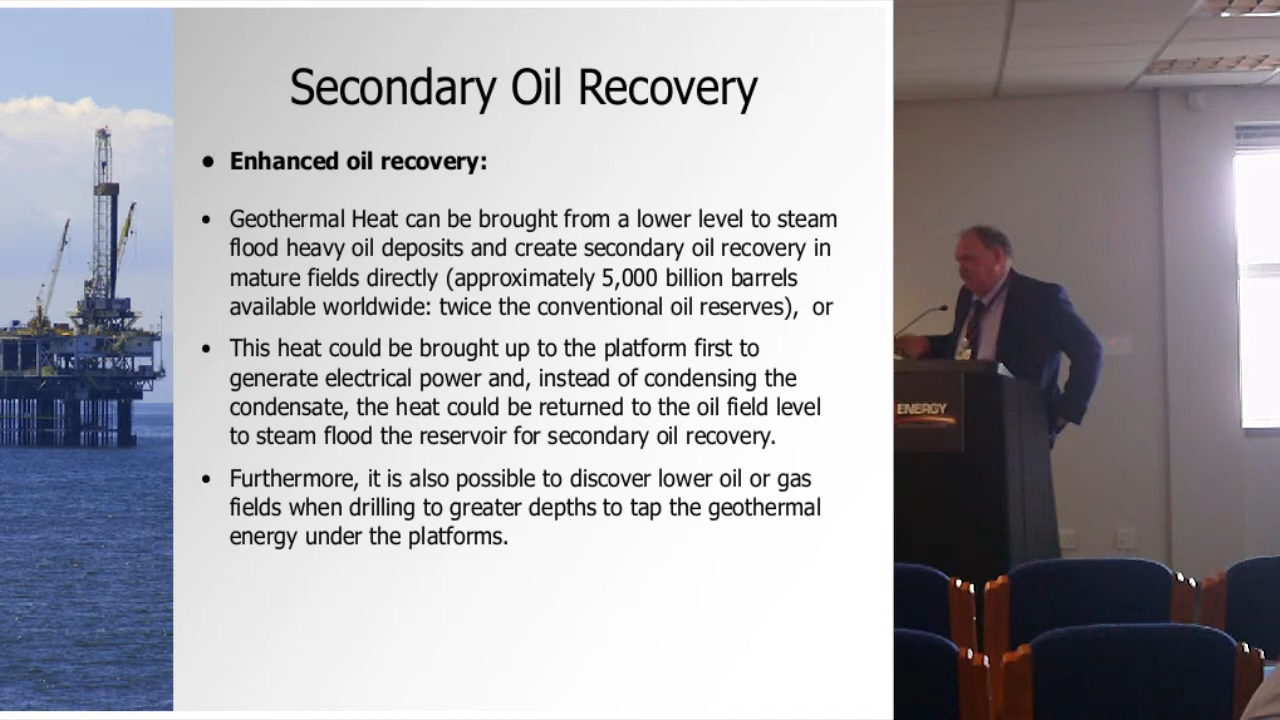 Secondary Oil Recovery
• Enhanced oil recovery:
• Geothermal Heat can be brought from a lower level to steam
flood heavy oil deposits and create secondary oil recovery in
mature fields directly (approximately 5,000 billion barrels
available worldwide: twice the conventional oil reserves), or
• This heat could be brought up to the platform first to
generate electrical power and, instead of condensing the
condensate, the heat could be returned to the oil field level
to steam flood the reservoir for secondary oil recovery.
• Furthermore, it is also possible to discover lower oil or gas
fields when drilling to greater depths to tap the geothermal
energy under the platforms.
ENERGY